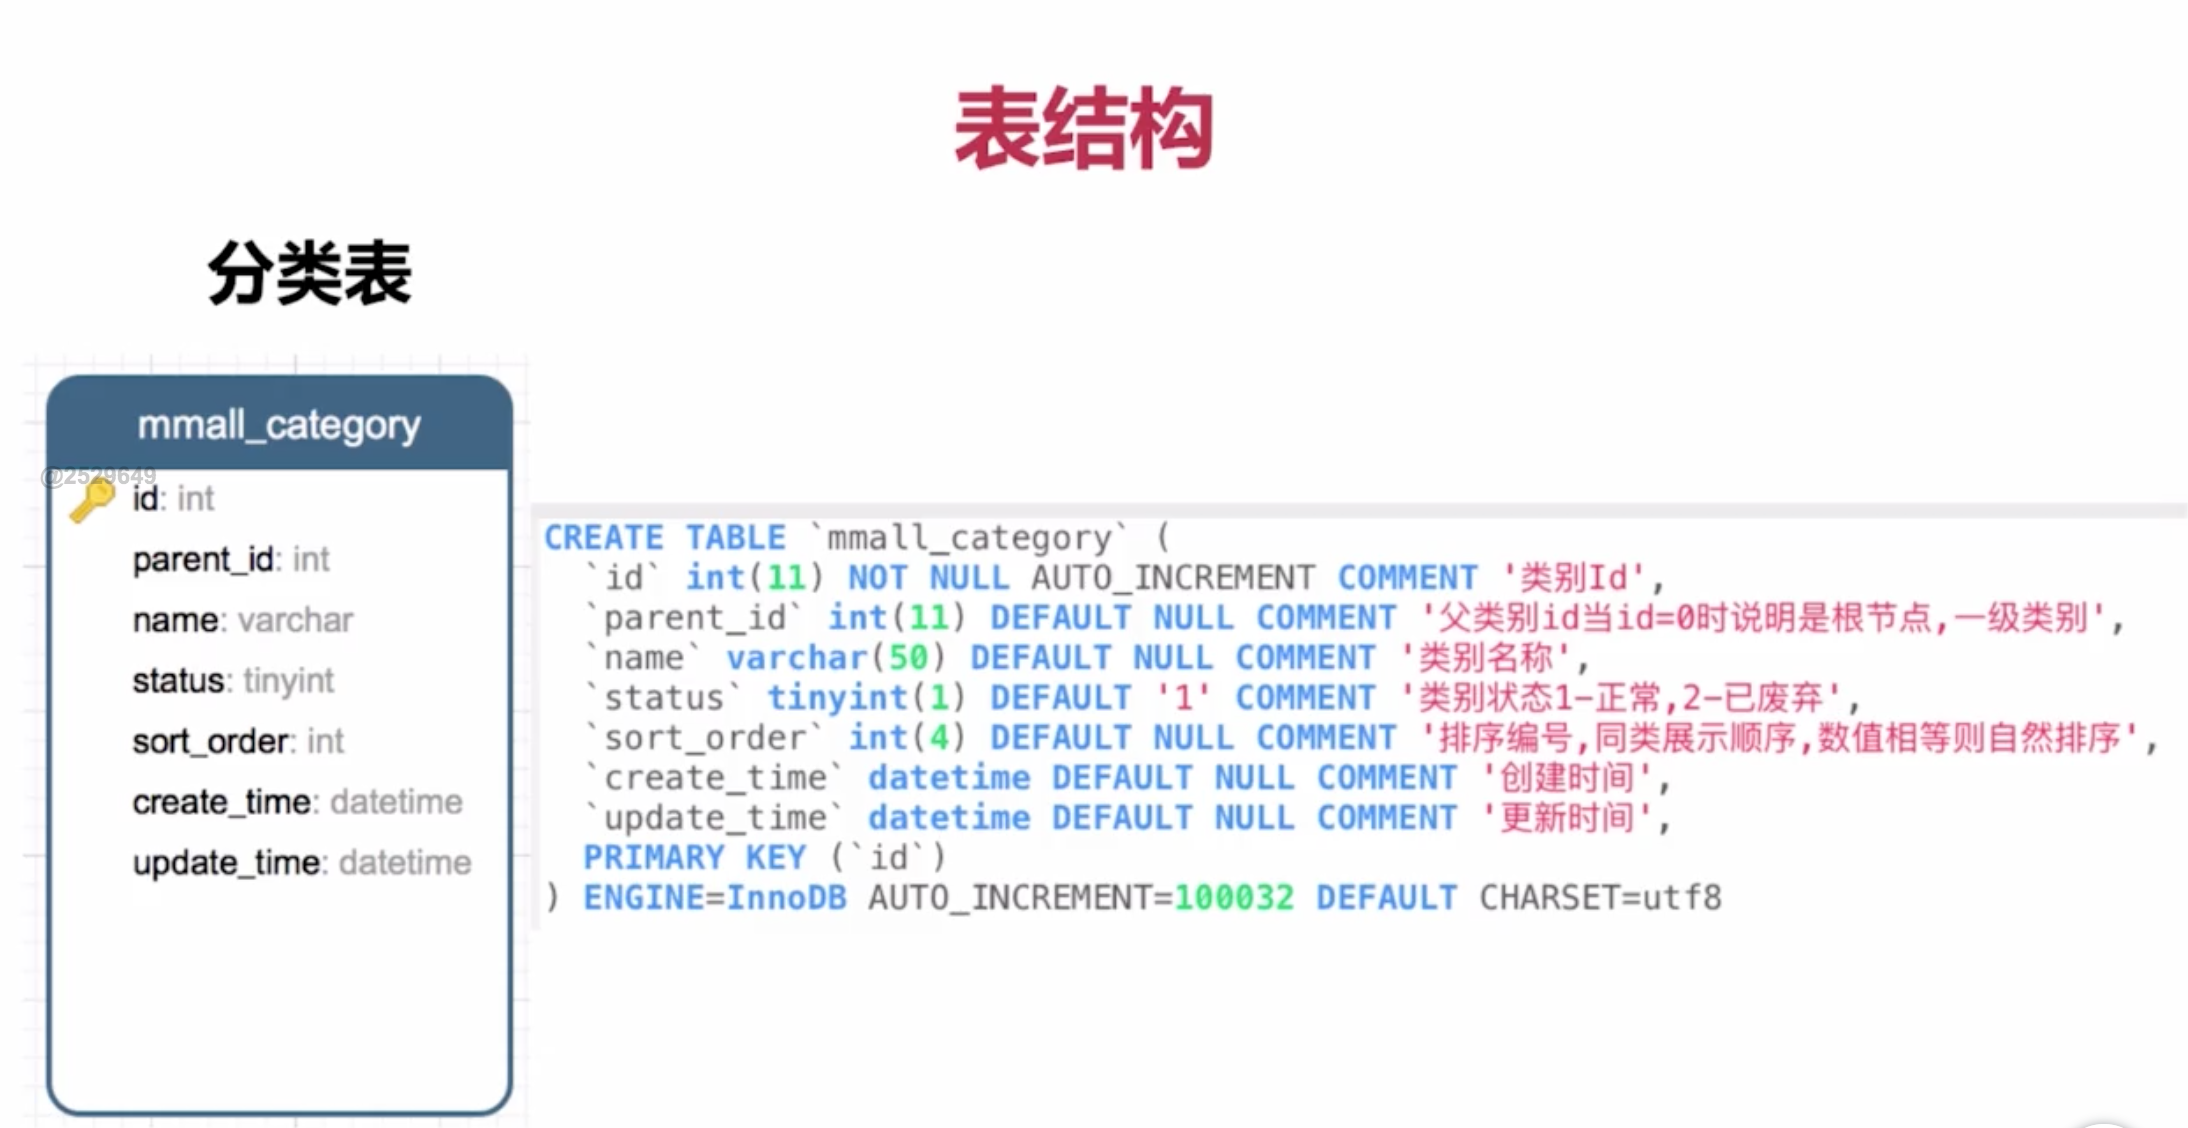 表结构
分类表
mmall_category
@2529649
id: int
parent_id: int
name: varchar
status: tinyint
sort_order: int
create_time: datetime
update_time: datetime
CREATE TABLE `mmall_category` (
`id` int(11) NOT NULL AUTO_INCREMENT COMMENT '类别Id',
`parent_id` int(11) DEFAULT NULL COMMENT '父类别id当id=0时说明是根节点,一级类别',
`name` varchar(50) DEFAULT NULL COMMENT '类别名称',
`status` tinyint(1) DEFAULT '1' COMMENT '类别状态1-正常,2-已废弃',
`sort_order` int(4) DEFAULT NULL COMMENT '排序编号,同类展示顺序,数值相等则自然排序',
`create_time` datetime DEFAULT NULL COMMENT '创建时间',
`update_time` datetime DEFAULT NULL COMMENT '更新时间',
PRIMARY KEY (`id`)
) ENGINE=InnoDB AUTO_INCREMENT=100032 DEFAULT CHARSET=utf8